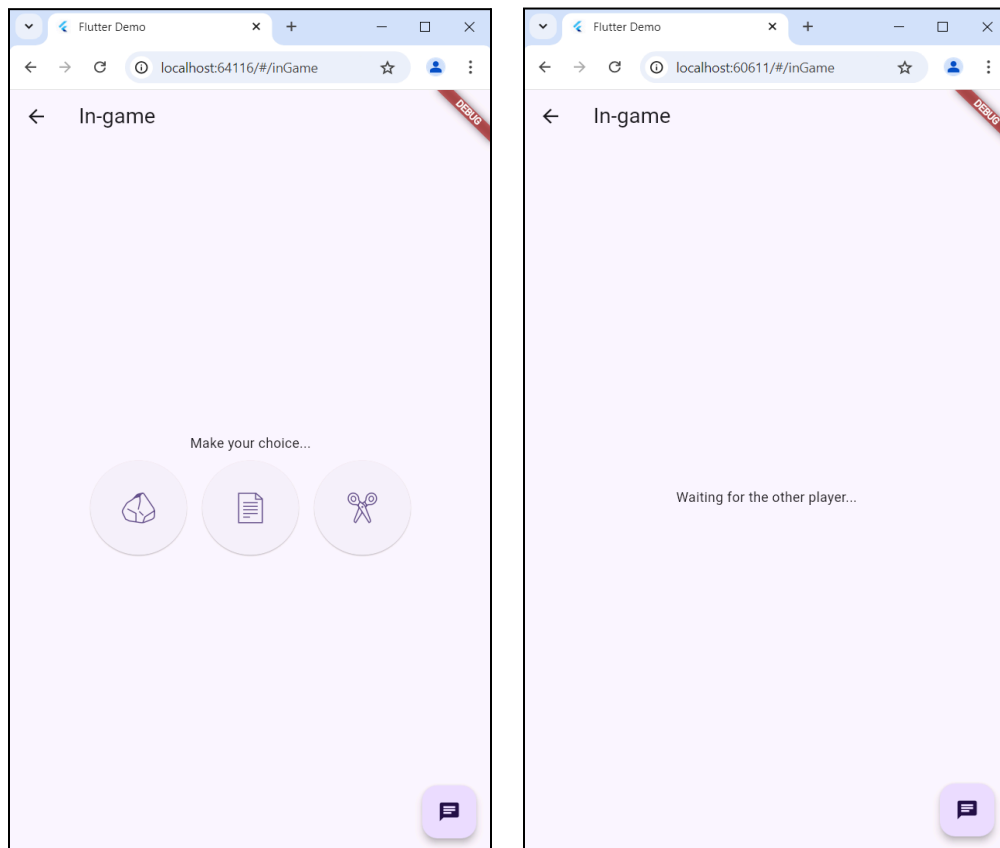 Flutter Demo
localhost:64116/#/inGame
In-game
DEBUG
Make your choice...
Flutter Demo
localhost:60611/#/inGame
In-game
DEBUG
Waiting for the other player...